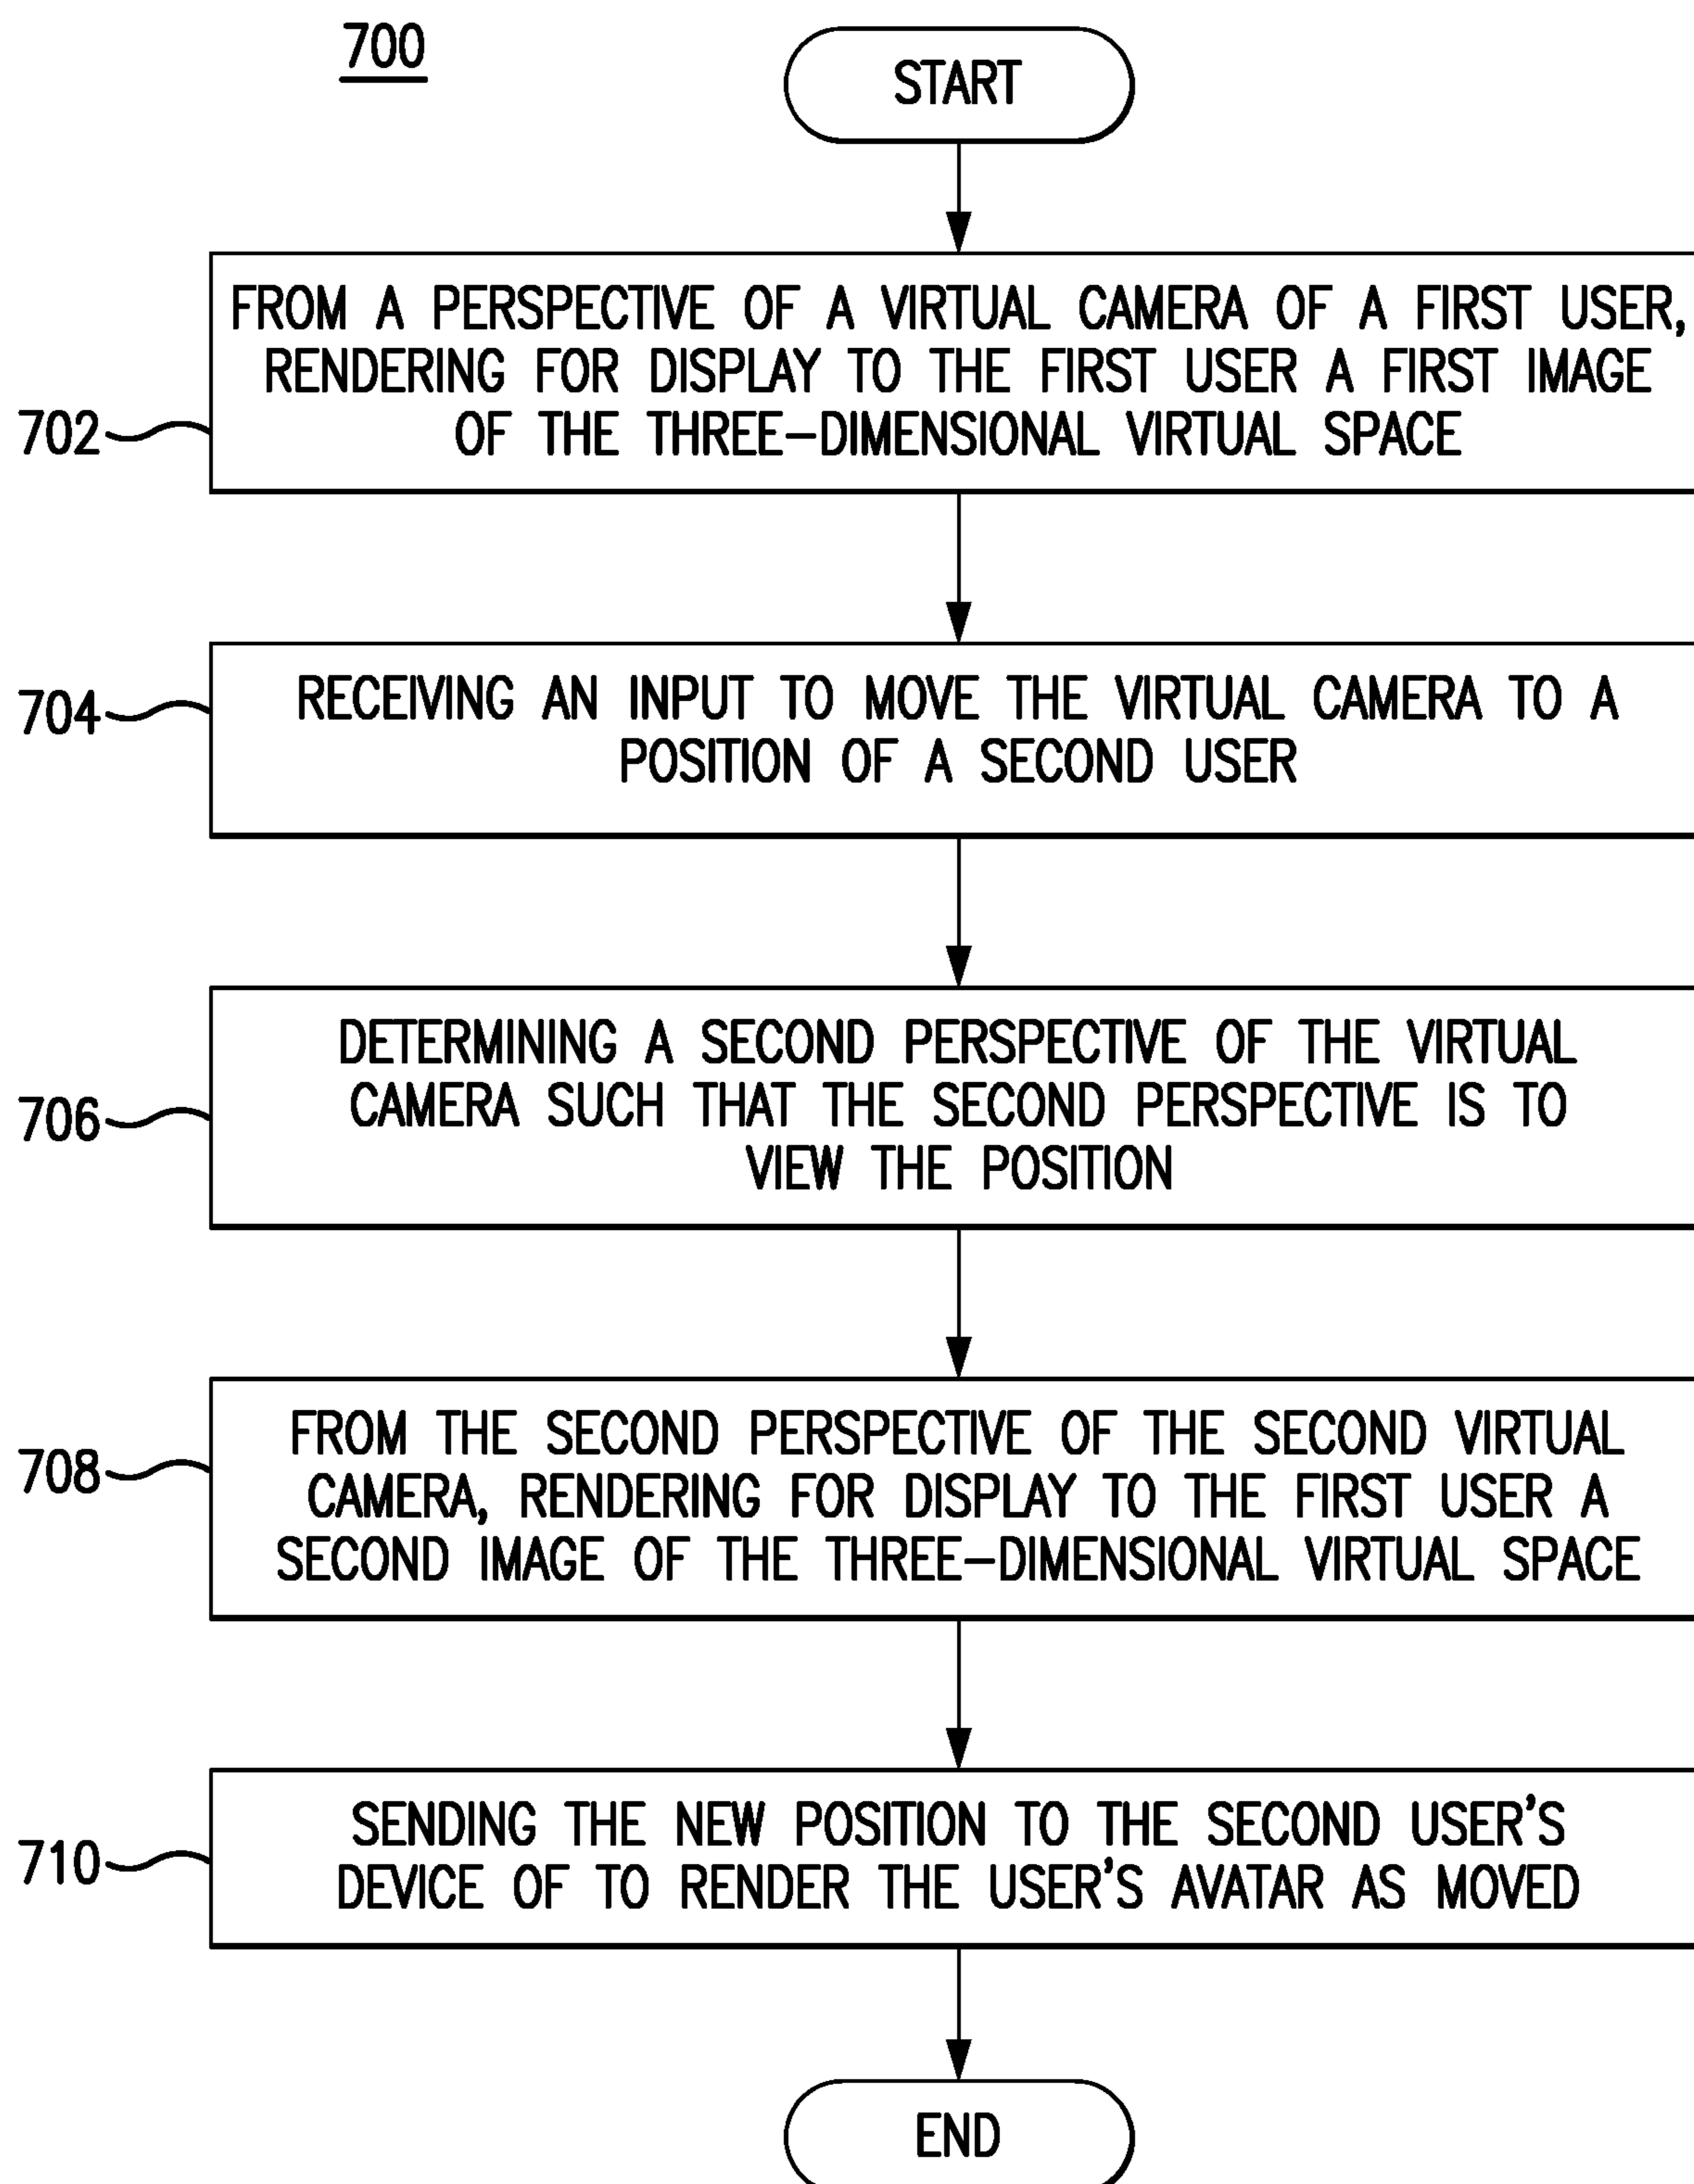 700
START
FROM A PERSPECTIVE OF A VIRTUAL CAMERA OF A FIRST USER,
RENDERING FOR DISPLAY TO THE FIRST USER A FIRST IMAGE
OF THE THREE-DIMENSIONAL VIRTUAL SPACE
702
RECEIVING AN INPUT TO MOVE THE VIRTUAL CAMERA TO A
POSITION OF A SECOND USER
704
DETERMINING A SECOND PERSPECTIVE OF THE VIRTUAL
CAMERA SUCH THAT THE SECOND PERSPECTIVE IS TO
VIEW THE POSITION
706
FROM THE SECOND PERSPECTIVE OF THE SECOND VIRTUAL
CAMERA, RENDERING FOR DISPLAY TO THE FIRST USER A
SECOND IMAGE OF THE THREE-DIMENSIONAL VIRTUAL SPACE
708
SENDING THE NEW POSITION TO THE SECOND USER'S
DEVICE OF TO RENDER THE USER'S AVATAR AS MOVED
710
END